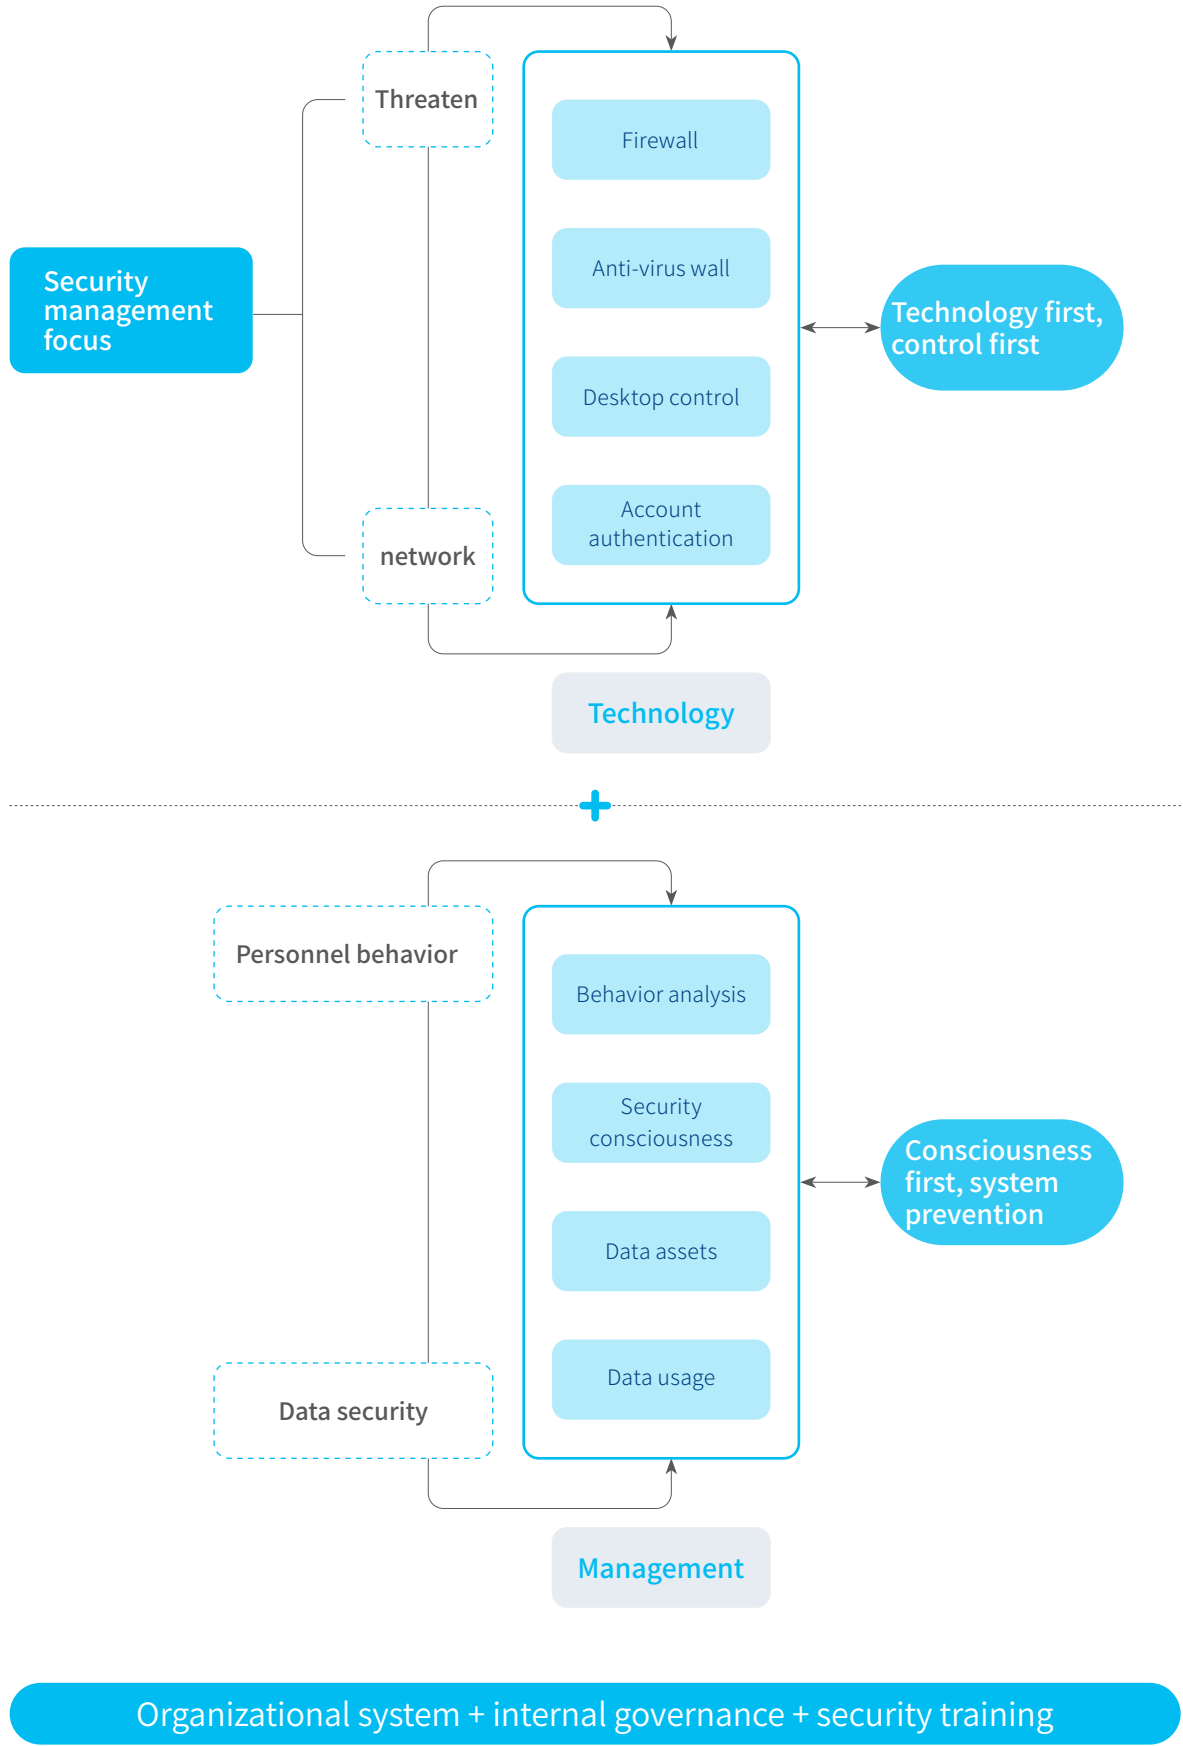 Threaten
Firewall
Anti-virus wall
Security
management
focus
Technology first,
control first
Desktop control
Account
authentication
network
Technology
Personnel behavior
Behavior analysis
Security
consciousness
Consciousness
first, system
prevention
Data assets
Data usage
Data security
Management
Organizational system + internal governance + security training